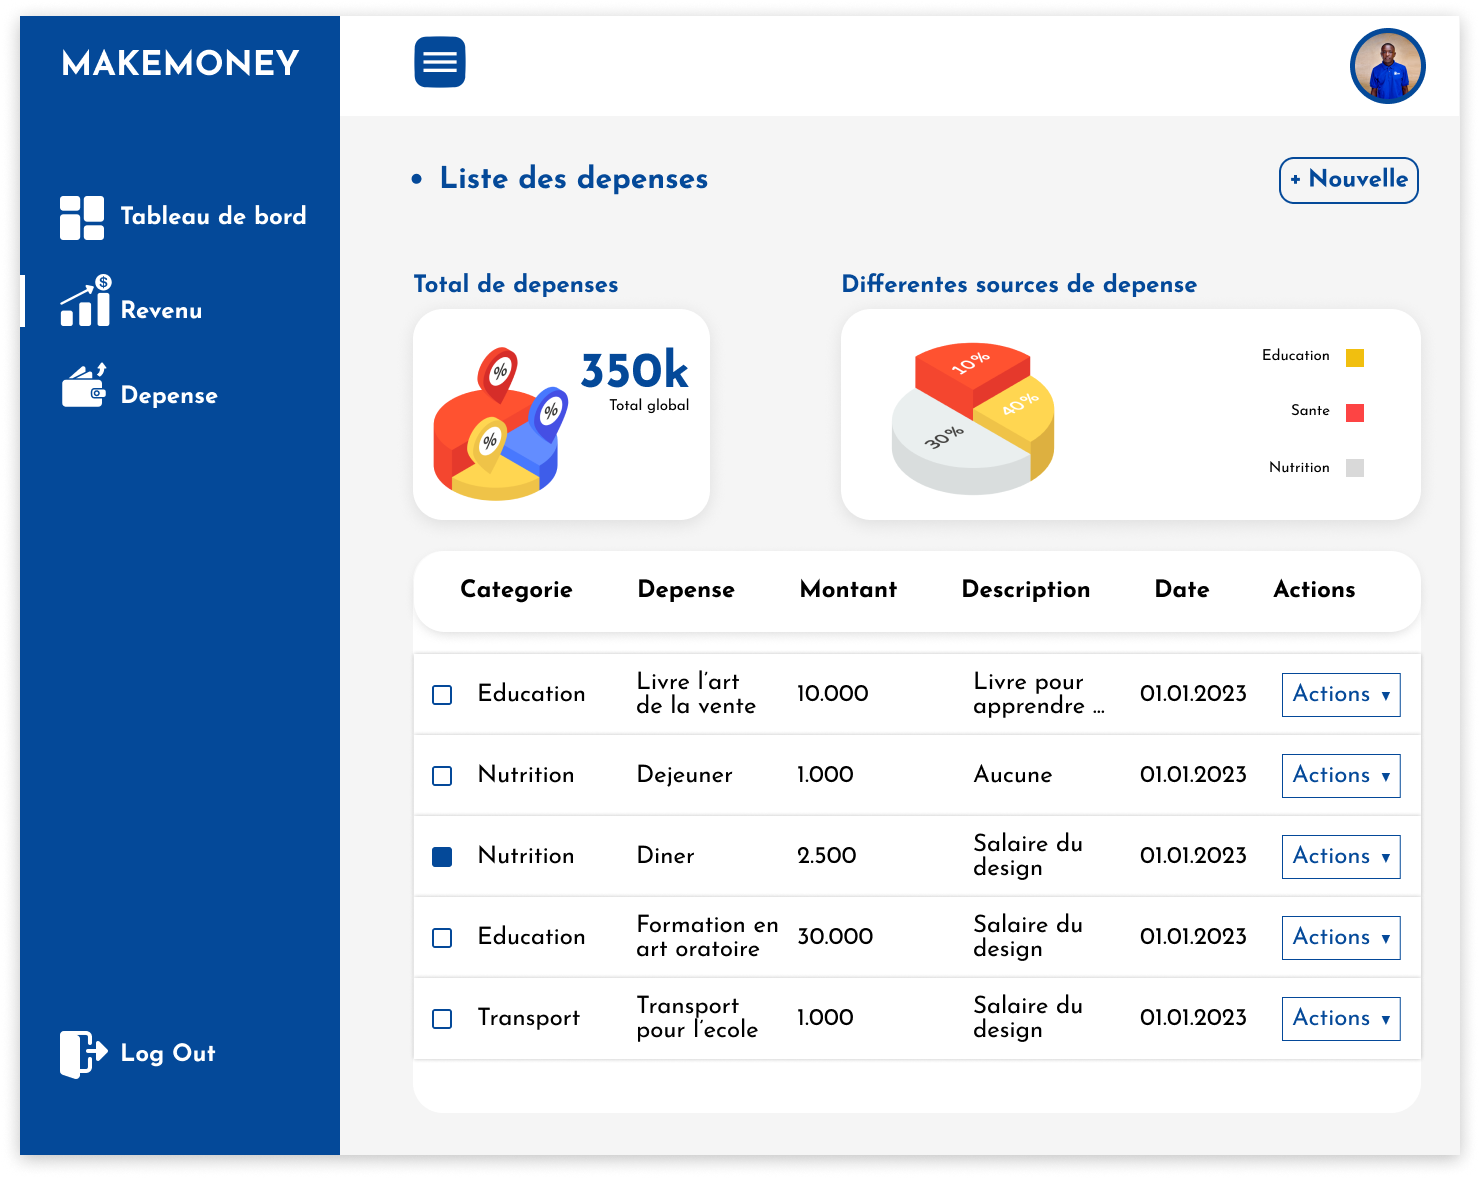 MAKEMONEY
Tableau de bord
$
Revenu
Depense
Log Out
• Liste des depenses
+ Nouvelle
Total de depenses
%
%
%
350k
Total global
Differentes sources de depense
10%
40%
30%
Education
Sante
Nutrition
Categorie Depense Montant Description Date Actions
Education
Livre l'art
de la vente
10.000
Livre pour
apprendre ...
01.01.2023
Actions ▾
Nutrition
Dejeuner
1.000
Aucune
01.01.2023
Actions ▾
Nutrition
Diner
2.500
Salaire du
design
01.01.2023
Actions ▾
Education
Formation en
art oratoire
30.000
Salaire du
design
01.01.2023
Actions ▾
Transport
Transport
pour l'ecole
1.000
Salaire du
design
01.01.2023
Actions ▾